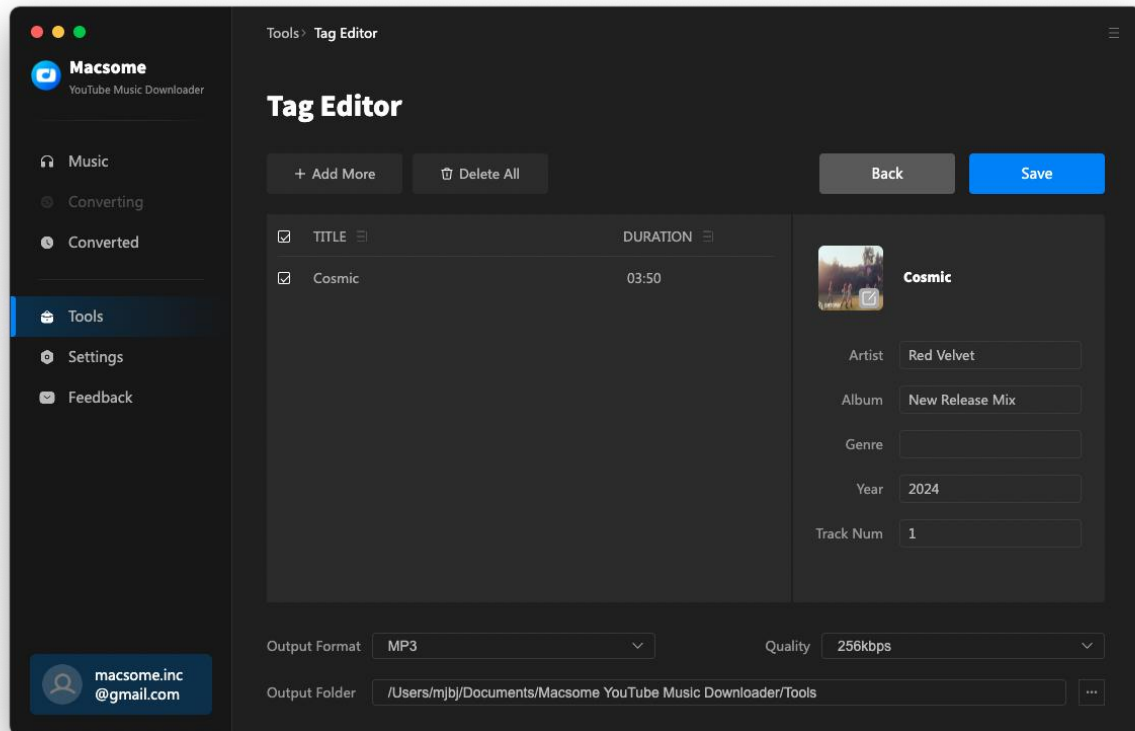 Macsome
YouTube Music Downloader
Music
Converting
Converted
Tools
Settings
Feedback
macsome.inc
@gmail.com
Tools› Tag Editor
Tag Editor
+ Add More
Delete All
Back
Save
TITLE DURATION
Cosmic 03:50
Cosmic
Artist Red Velvet
Album New Release Mix
Genre
Year 2024
Track Num 1
Output Format MP3
Quality 256kbps
Output Folder /Users/mjbj/Documents/Macsome YouTube Music Downloader/Tools
...